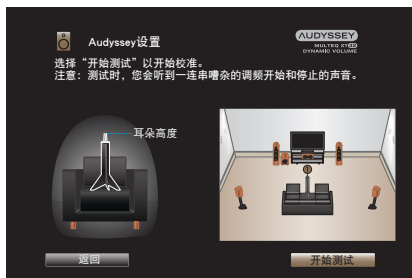 Audyssey设置
AUDYSSEY
MULTEQ XT32
DYNAMIC VOLUME
选择“开始测试”以开始校准。
注意：测试时，您会听到一连串嘈杂的调频开始和停止的声音。
耳朵高度
返回
开始测试